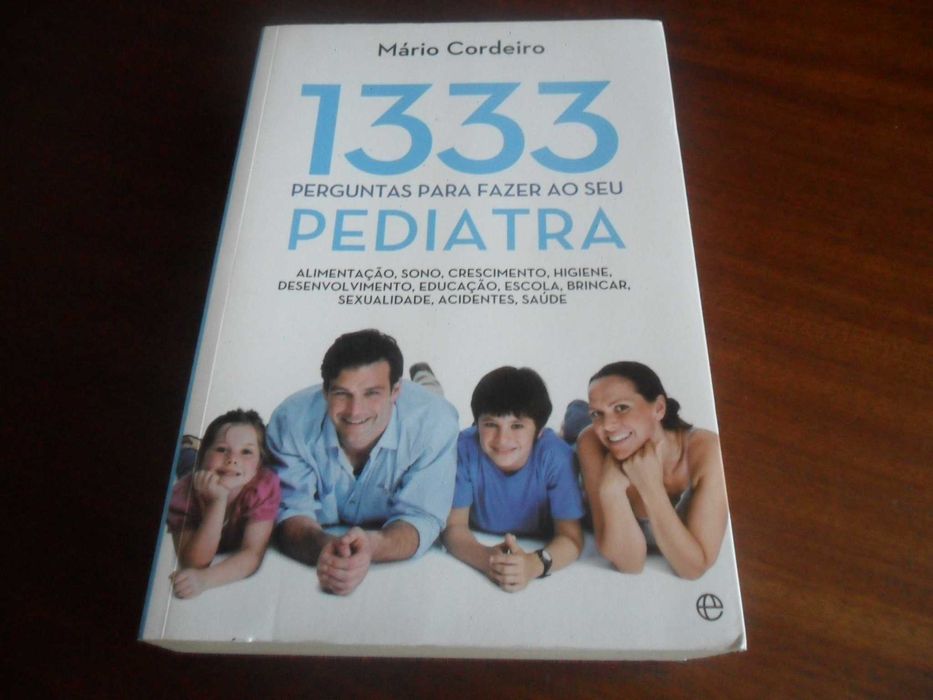 Mário Cordeiro
1333
PERGUNTAS PARA FAZER AO SEU
PEDIATRA
ALIMENTAÇÃO, SONO, CRESCIMENTO, HIGIENE,
DESENVOLVIMENTO, EDUCAÇÃO, ESCOLA, BRINCAR,
SEXUALIDADE, ACIDENTES, SAÚDE